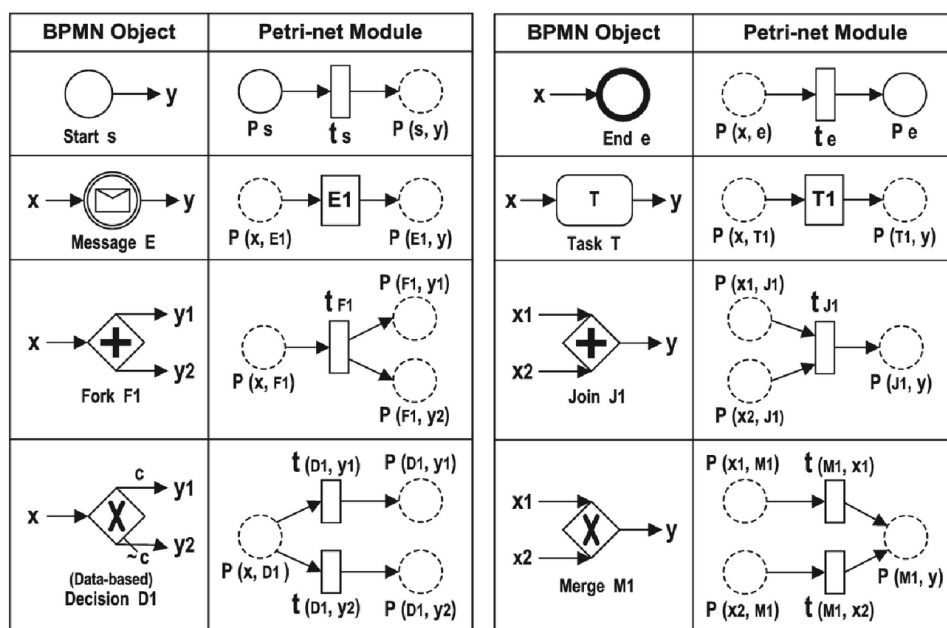 BPMN Object Petri-net Module
y
Start s
P s
t s
P (s, y)
x y
Message E
E1
P (x, E1)
P (E1, y)
x
y1
y2
Fork F1
t F1
P (x, F1)
P (F1, y1)
P (F1, y2)
x
c
y1
~c
y2
(Data-based)
Decision D1
t (D1, y1)
P (D1, y1)
P (x, D1)
t (D1, y2)
P (D1, y2)
BPMN Object Petri-net Module
x
End e
P (x, e)
t e
P e
x T y
Task T
T1
P (x, T1)
P (T1, y)
x1
x2
y
Join J1
P (x1, J1)
t J1
P (J1, y)
P (x2, J1)
x1
x2
y
Merge M1
P (x1, M1)
t (M1, x1)
P (M1, y)
P (x2, M1)
t (M1, x2)